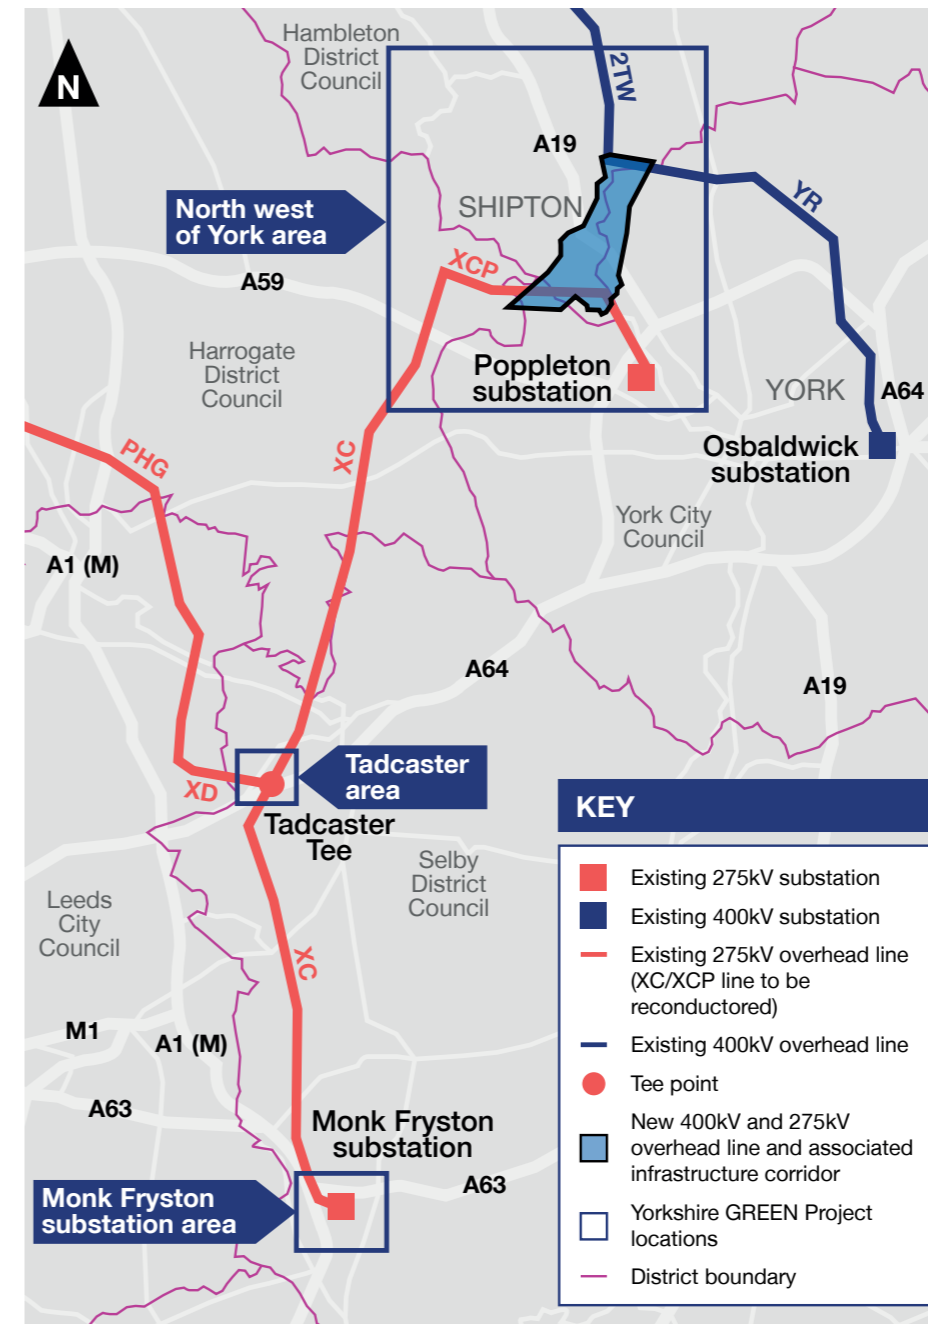 Hambleton
District
Council
N
2TW
A19
North west
of York area
SHIPTON
YR
XCP
A59
Harrogate
District
Council
Poppleton
substation
YORK
A64
PHG
XC
Osbaldwick
substation
York City
Council
A1 (M)
A64
A19
Tadcaster
area
XD
Tadcaster
Tee
Selby
District
Council
Leeds
City
Council
XC
M1
A1 (M)
A63
Monk Fryston
substation
A63
Monk Fryston
substation area
KEY
Existing 275kV substation
Existing 400kV substation
Existing 275kV overhead line
(XC/XCP line to be
reconductored)
Existing 400kV overhead line
Tee point
New 400kV and 275kV
overhead line and associated
infrastructure corridor
Yorkshire GREEN Project
locations
District boundary